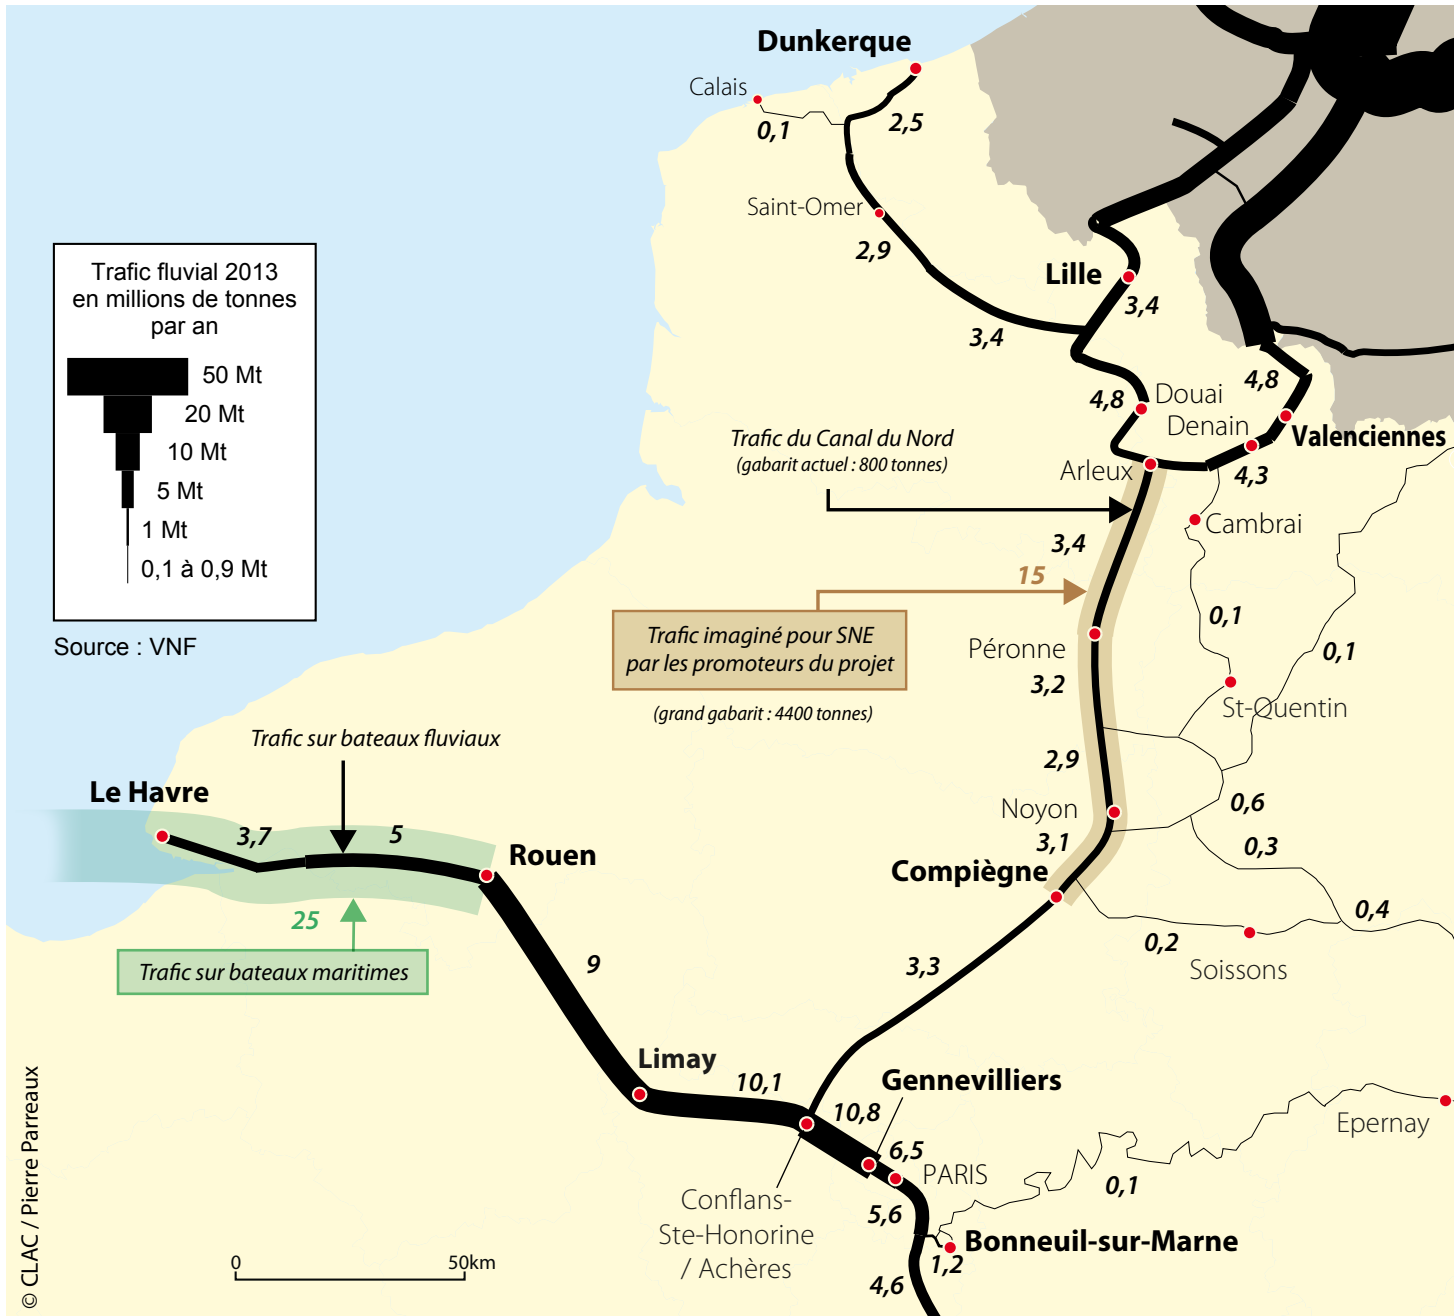 Dunkerque
Calais
0,1
2,5
Saint-Omer
2,9
Lille
3,4
3,4
Trafic fluvial 2013
en millions de tonnes
par an
50 Mt
20 Mt
10 Mt
5 Mt
1 Mt
0,1 à 0,9 Mt
Source : VNF
4,8
4,8
Douai
Denain
Valenciennes
4,3
Arleux
Cambrai
Trafic du Canal du Nord
(gabarit actuel : 800 tonnes)
3,4
15
Trafic imaginé pour SNE
par les promoteurs du projet
(grand gabarit : 4400 tonnes)
Péronne
3,2
0,1
0,1
St-Quentin
2,9
Noyon
3,1
0,6
0,3
Compiègne
0,4
0,2
Soissons
3,3
Trafic sur bateaux fluviaux
Le Havre
3,7
5
Rouen
25
Trafic sur bateaux maritimes
9
Limay
10,1
10,8
Gennevilliers
6,5
PARIS
5,6
Conflans-
Ste-Honorine
/ Achères
Epernay
0,1
Bonneuil-sur-Marne
1,2
4,6
0
50km
© CLAC / Pierre Parreaux